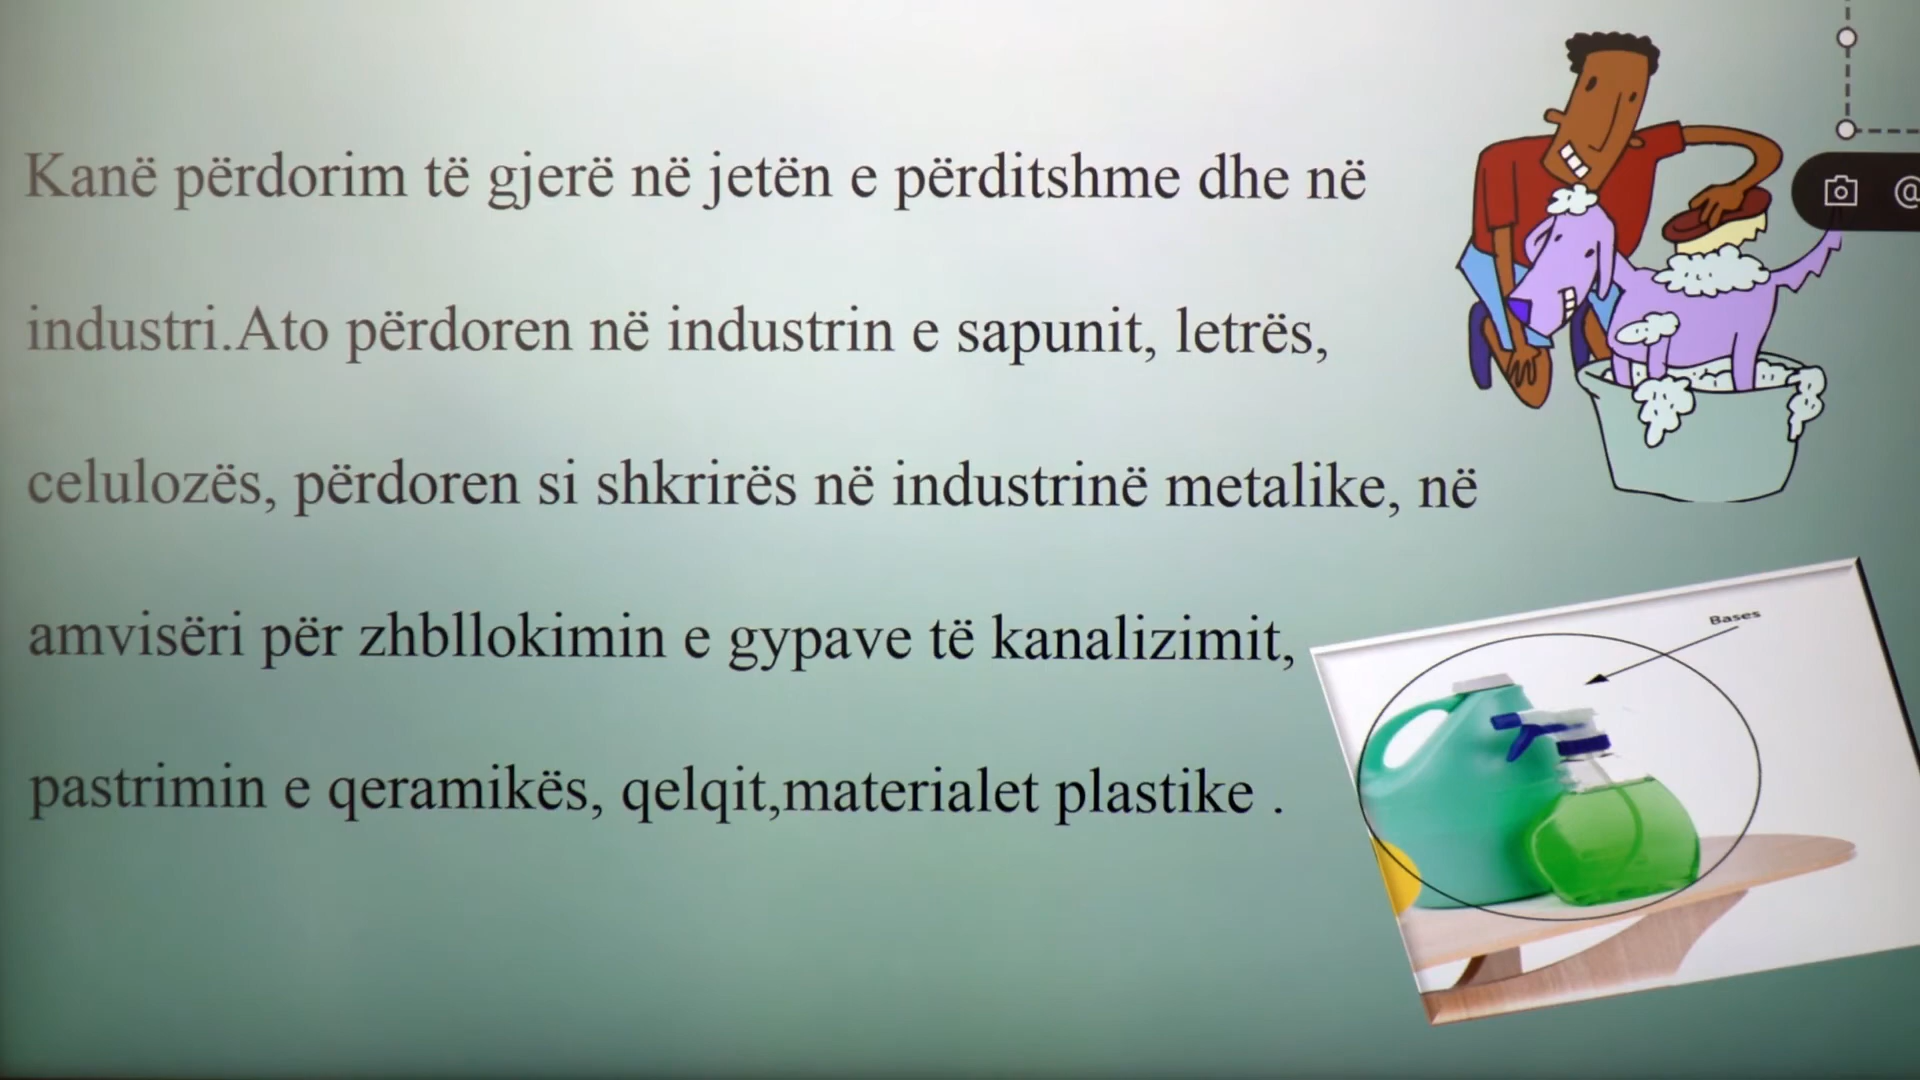 Kanë përdorim të gjerë në jetën e përditshme dhe në
industri.Ato përdoren në industrin e sapunit, letrës,
celulozës, përdoren si shkrirës në industrinë metalike, në
amvisëri për zhbllokimin e gypave të kanalizimit,
pastrimin e qeramikës, qelqit,materialet plastike .
Bases
@